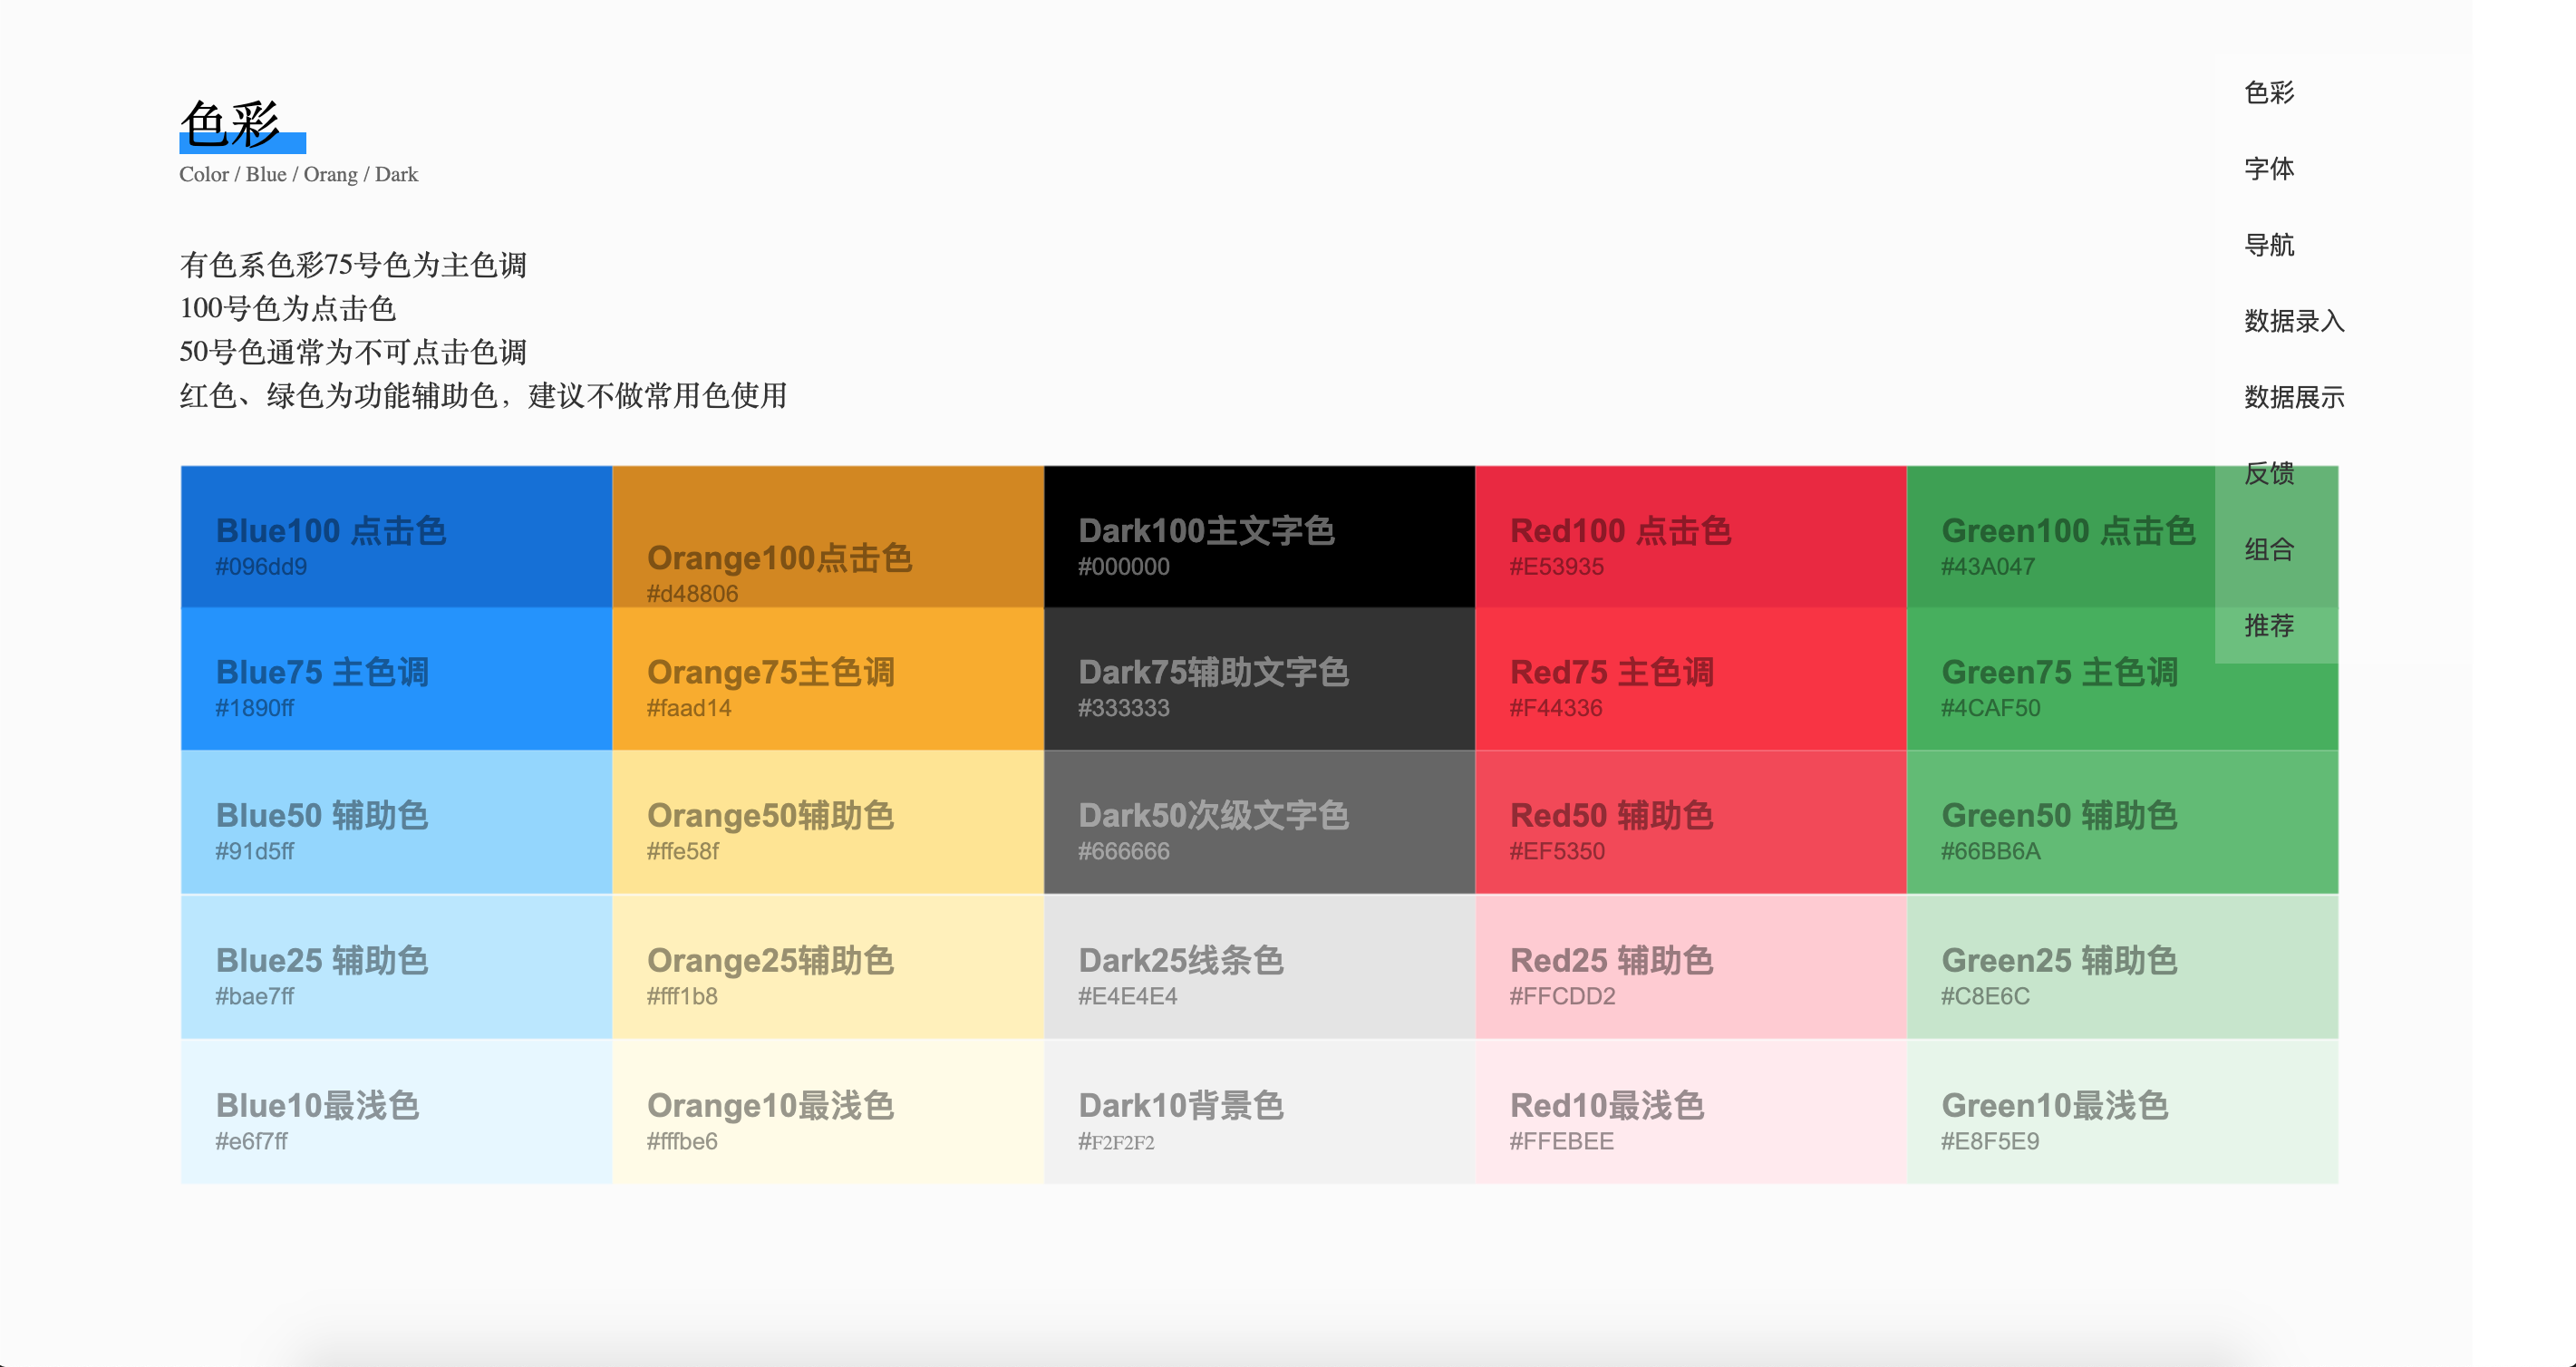 色彩
Color / Blue / Orang / Dark
有色系色彩75号色为主色调
100号色为点击色
50号色通常为不可点击色调
红色、绿色为功能辅助色，建议不做常用色使用
色彩
字体
导航
数据录入
数据展示
反馈
组合
推荐
Blue100 点击色
#096dd9
Orange100点击色
#d48806
Dark100主文字色
#000000
Red100 点击色
#E53935
Green100 点击色
#43A047
Blue75 主色调
#1890ff
Orange75主色调
#faad14
Dark75辅助文字色
#333333
Red75 主色调
#F44336
Green75 主色调
#4CAF50
Blue50 辅助色
#91d5ff
Orange50辅助色
#ffe58f
Dark50次级文字色
#666666
Red50 辅助色
#EF5350
Green50 辅助色
#66BB6A
Blue25 辅助色
#bae7ff
Orange25辅助色
#fff1b8
Dark25线条色
#E4E4E4
Red25 辅助色
#FFCDD2
Green25 辅助色
#C8E6C
Blue10最浅色
#e6f7ff
Orange10最浅色
#fffbe6
Dark10背景色
#F2F2F2
Red10最浅色
#FFEBEE
Green10最浅色
#E8F5E9